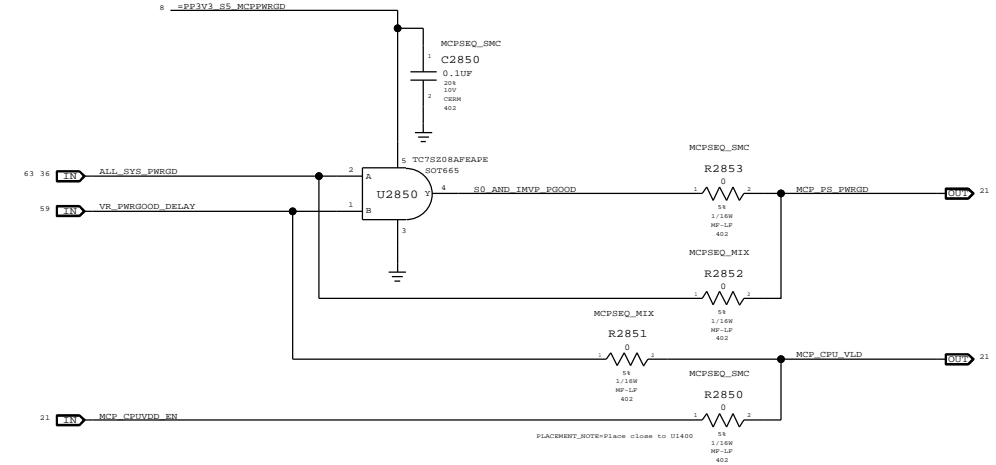 8 =PP3V3_S5_MCPPWRGD
MCPSEQ_SMC
1 C2850
0.1UF
20%
10V
2 CERM
402
5 TC7SZ08AFEAPE
SOT665
MCPSEQ_SMC
R2853
63 36 IN ALL_SYS_PWRGD 2 A
U2850 Y 4 S0_AND_IMVP_PGOOD 1 0 2 MCP_PS_PWRGD OUT 21
59 IN VR_PWRGOOD_DELAY 1 B
5%
1/16W
MF-LF
402
3
MCPSEQ_MIX
R2852
1 0 2
5%
1/16W
MF-LF
402
MCPSEQ_MIX
R2851
1 0 2 MCP_CPU_VLD OUT 21
5%
1/16W
MF-LF
402
MCPSEQ_SMC
R2850
21 IN MCP_CPUVDD_EN 1 0 2
PLACEMENT_NOTE=Place close to U1400
5%
1/16W
MF-LF
402